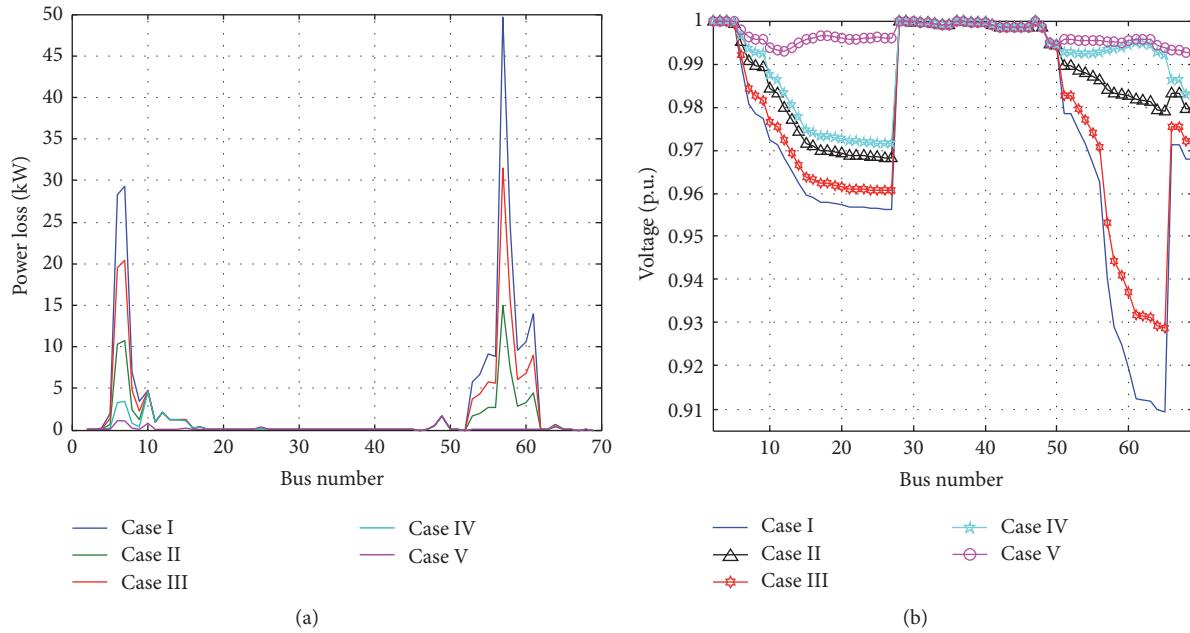 50
45
40
35
30
25
20
15
10
5
0
Power loss (kW)
0 10 20 30 40 50 60 70
Bus number
Case I
Case II
Case III
Case IV
Case V
(a)
1
0.99
0.98
0.97
0.96
0.95
0.94
0.93
0.92
0.91
Voltage (p.u.)
10 20 30 40 50 60
Bus number
Case I
Case II
Case III
Case IV
Case V
(b)